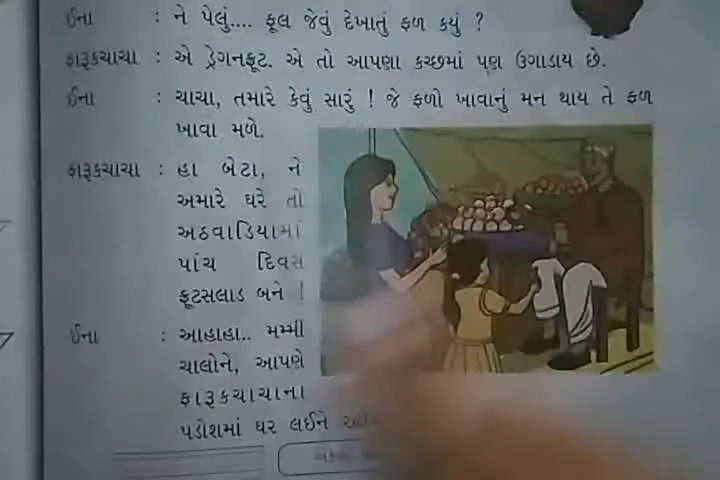 ઈના : ને પેલું.... ફૂલ જેવું દેખાતું ફળ કયું ?
ફારૂકચાચા : એ ડ્રેગનફ્રૂટ. એ તો આપણા કચ્છમાં પણ ઉગાડાય છે.
ઈના : ચાચા, તમારે કેવું સારું ! જે ફળો ખાવાનું મન થાય તે ફળ
ખાવા મળે.
ફારૂકચાચા : હા બેટા, ને
અમારે ઘરે તો
અઠવાડિયામાં
પાંચ દિવસ
ફ્રૂટસલાડ બને !
ઈના : આહાહા.. મમ્મી
ચાલોને, આપણે
ફારૂકચાચાના
પડોશમાં ઘર લઈને